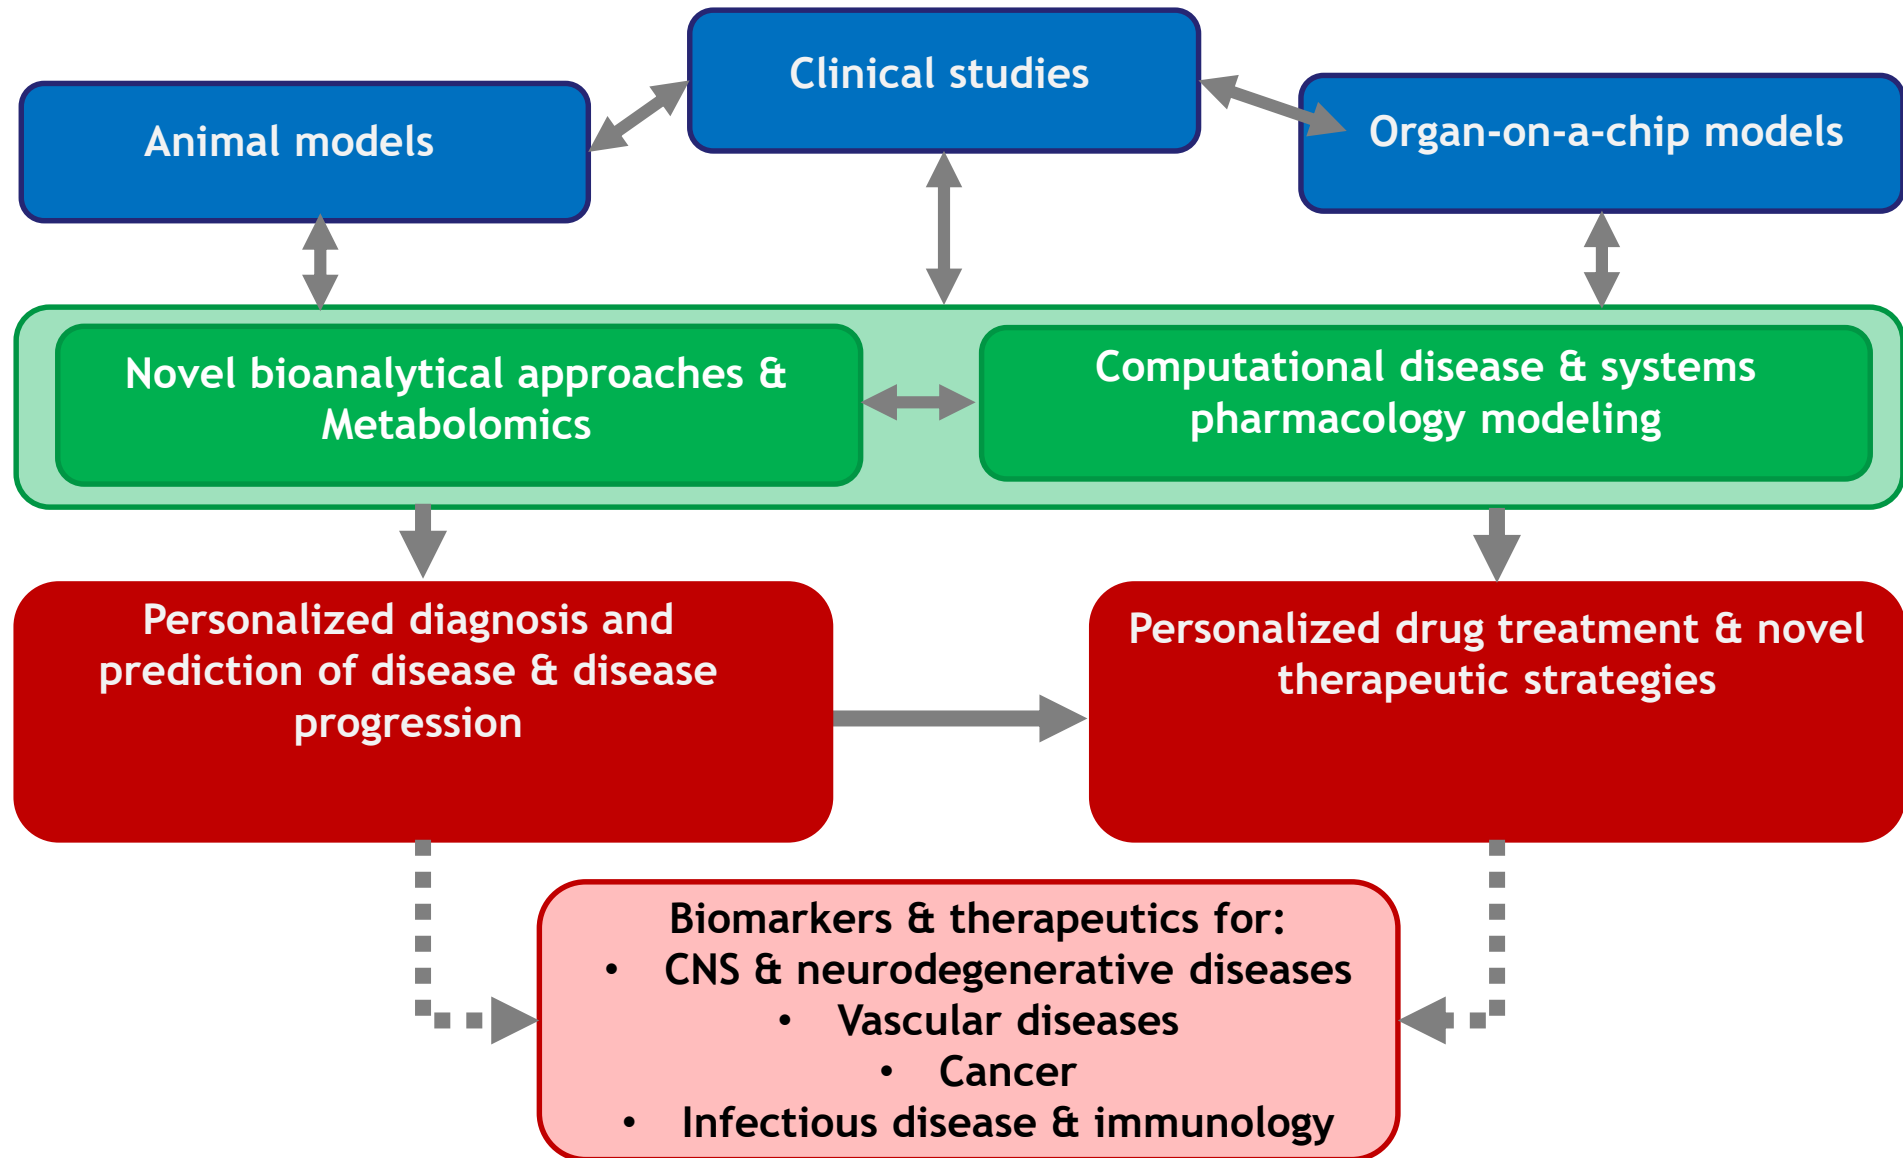 Clinical studies
Animal models
Organ-on-a-chip models
Novel bioanalytical approaches &
Metabolomics
Computational disease & systems
pharmacology modeling
Personalized diagnosis and
prediction of disease & disease
progression
Personalized drug treatment & novel
therapeutic strategies
Biomarkers & therapeutics for:
• CNS & neurodegenerative diseases
• Vascular diseases
• Cancer
• Infectious disease & immunology